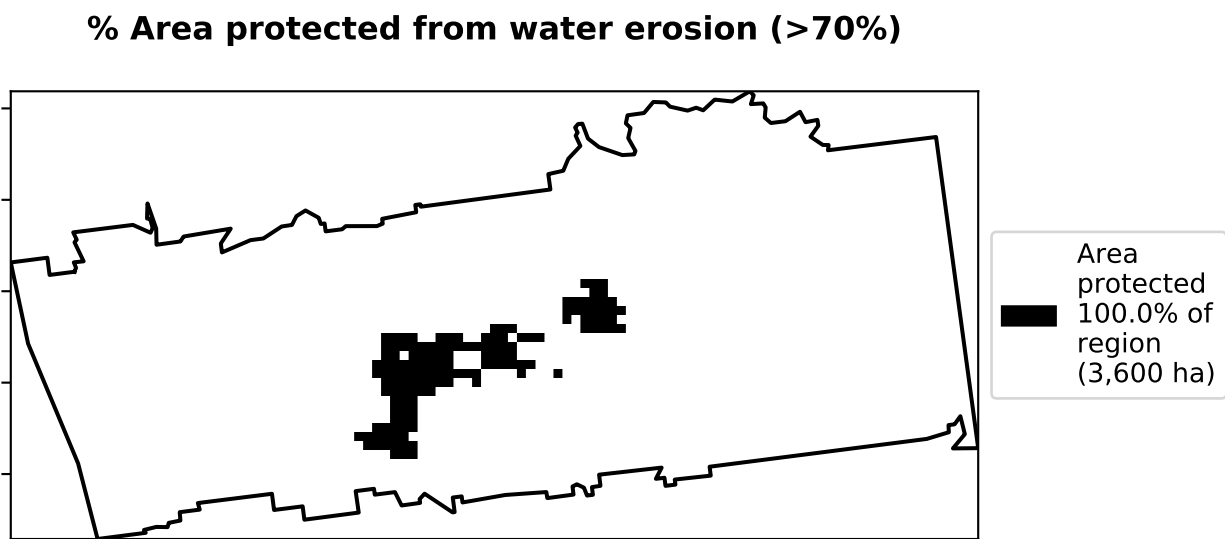 % Area protected from water erosion (>70%)
Area
protected
100.0% of
region
(3,600 ha)